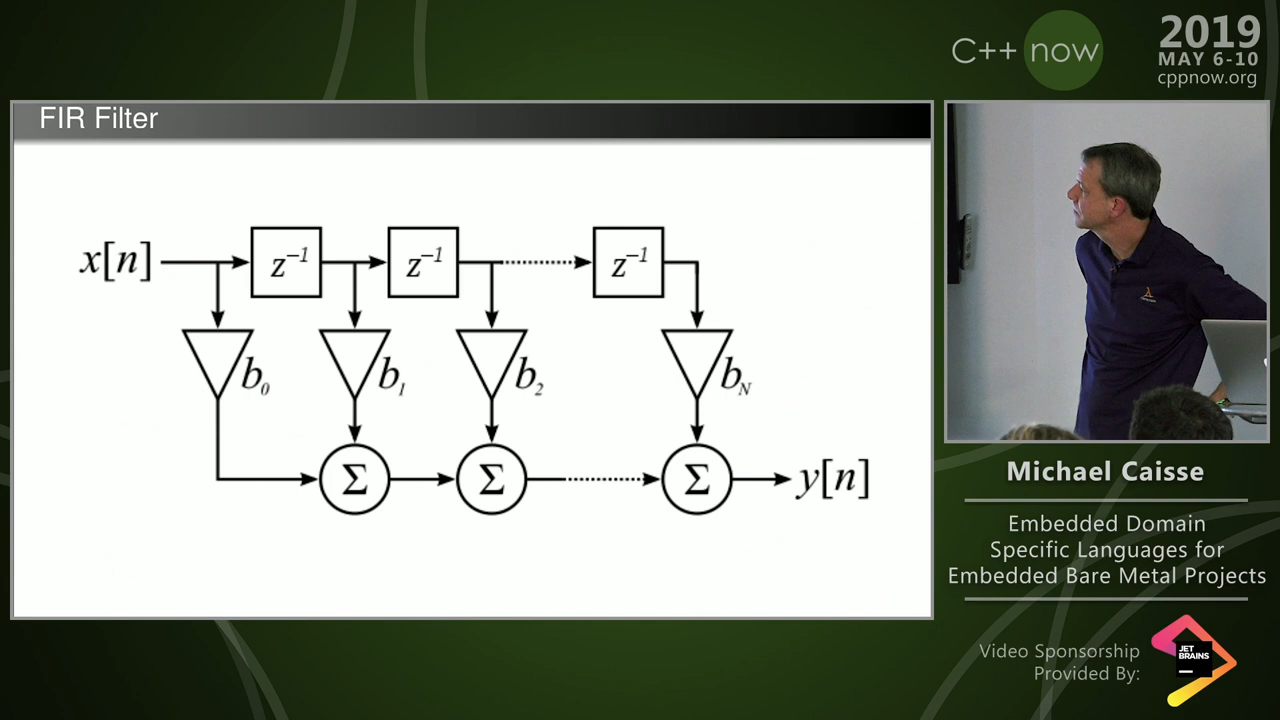 C++ now
2019
MAY 6-10
cppnow.org
FIR Filter
x[n]
z⁻¹
z⁻¹
z⁻¹
b₀
b₁
b₂
b_N
Σ
Σ
Σ
y[n]
Michael Caisse
Embedded Domain
Specific Languages for
Embedded Bare Metal Projects
Video Sponsorship
Provided By:
JET
BRAINS